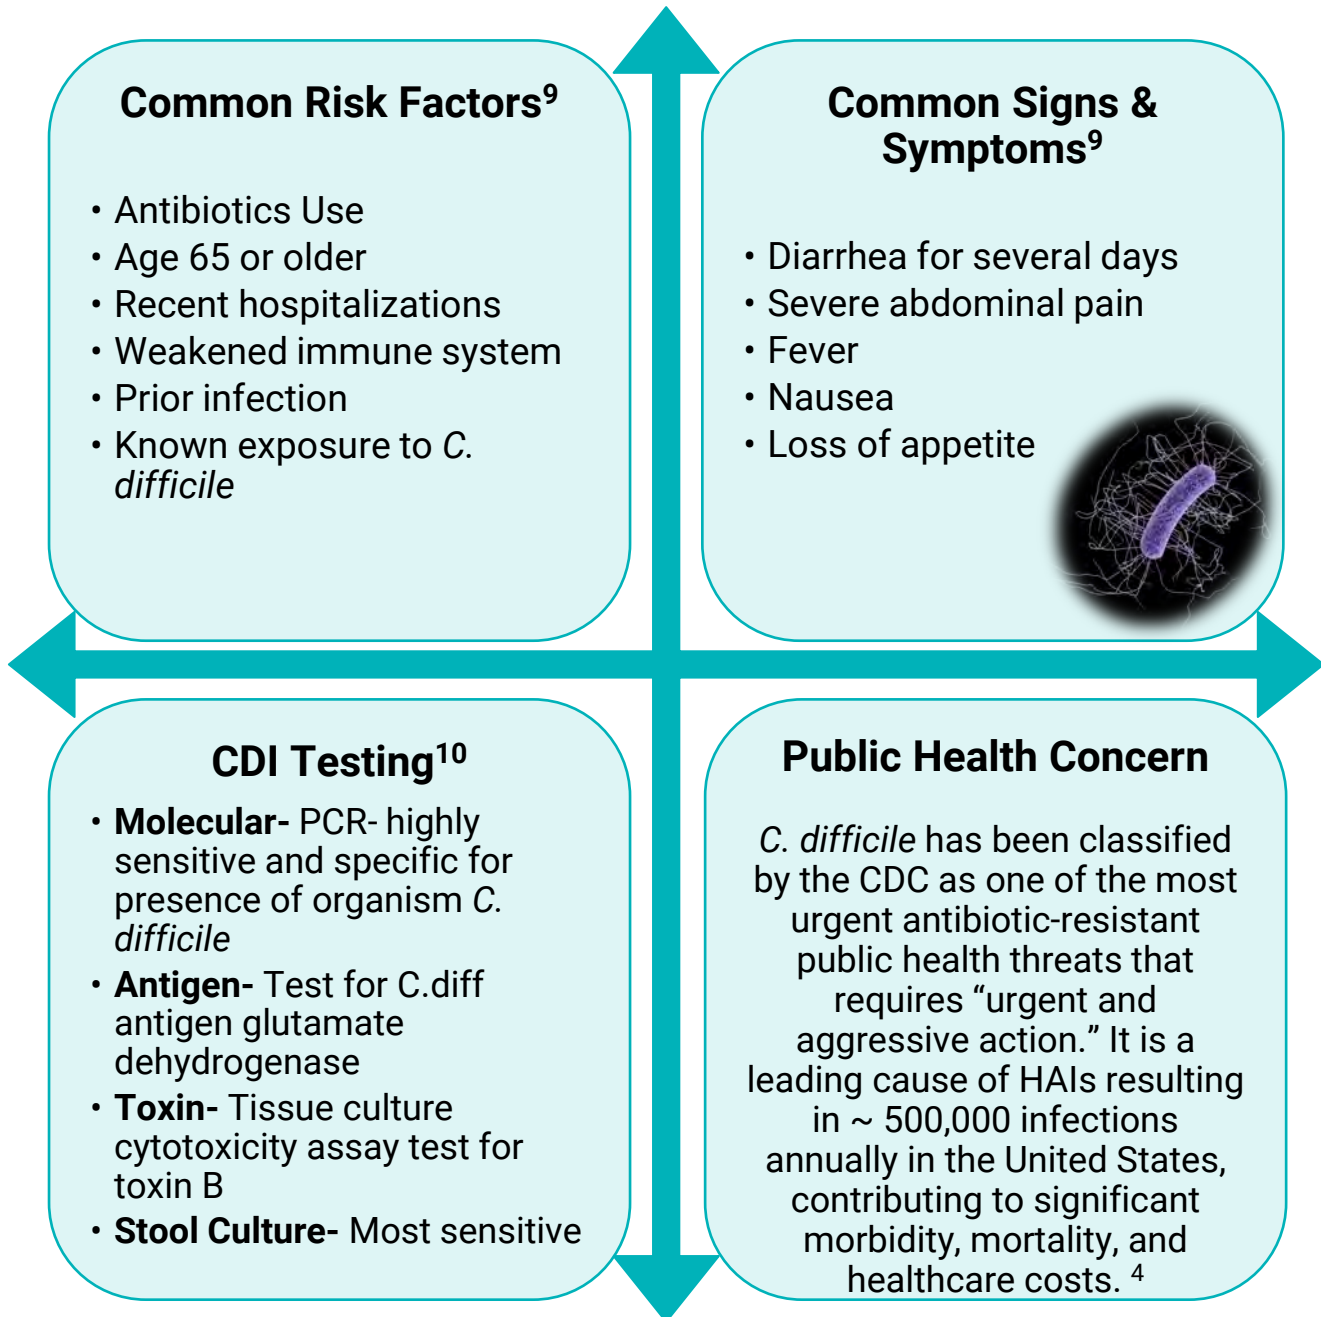 Common Risk Factors⁹
• Antibiotics Use
• Age 65 or older
• Recent hospitalizations
• Weakened immune system
• Prior infection
• Known exposure to C.
difficile
Common Signs &
Symptoms⁹
• Diarrhea for several days
• Severe abdominal pain
• Fever
• Nausea
• Loss of appetite
CDI Testing¹⁰
• Molecular- PCR- highly
sensitive and specific for
presence of organism C.
difficile
• Antigen- Test for C.diff
antigen glutamate
dehydrogenase
• Toxin- Tissue culture
cytotoxicity assay test for
toxin B
• Stool Culture- Most sensitive
Public Health Concern
C. difficile has been classified
by the CDC as one of the most
urgent antibiotic-resistant
public health threats that
requires “urgent and
aggressive action.” It is a
leading cause of HAIs resulting
in ~ 500,000 infections
annually in the United States,
contributing to significant
morbidity, mortality, and
healthcare costs. ⁴